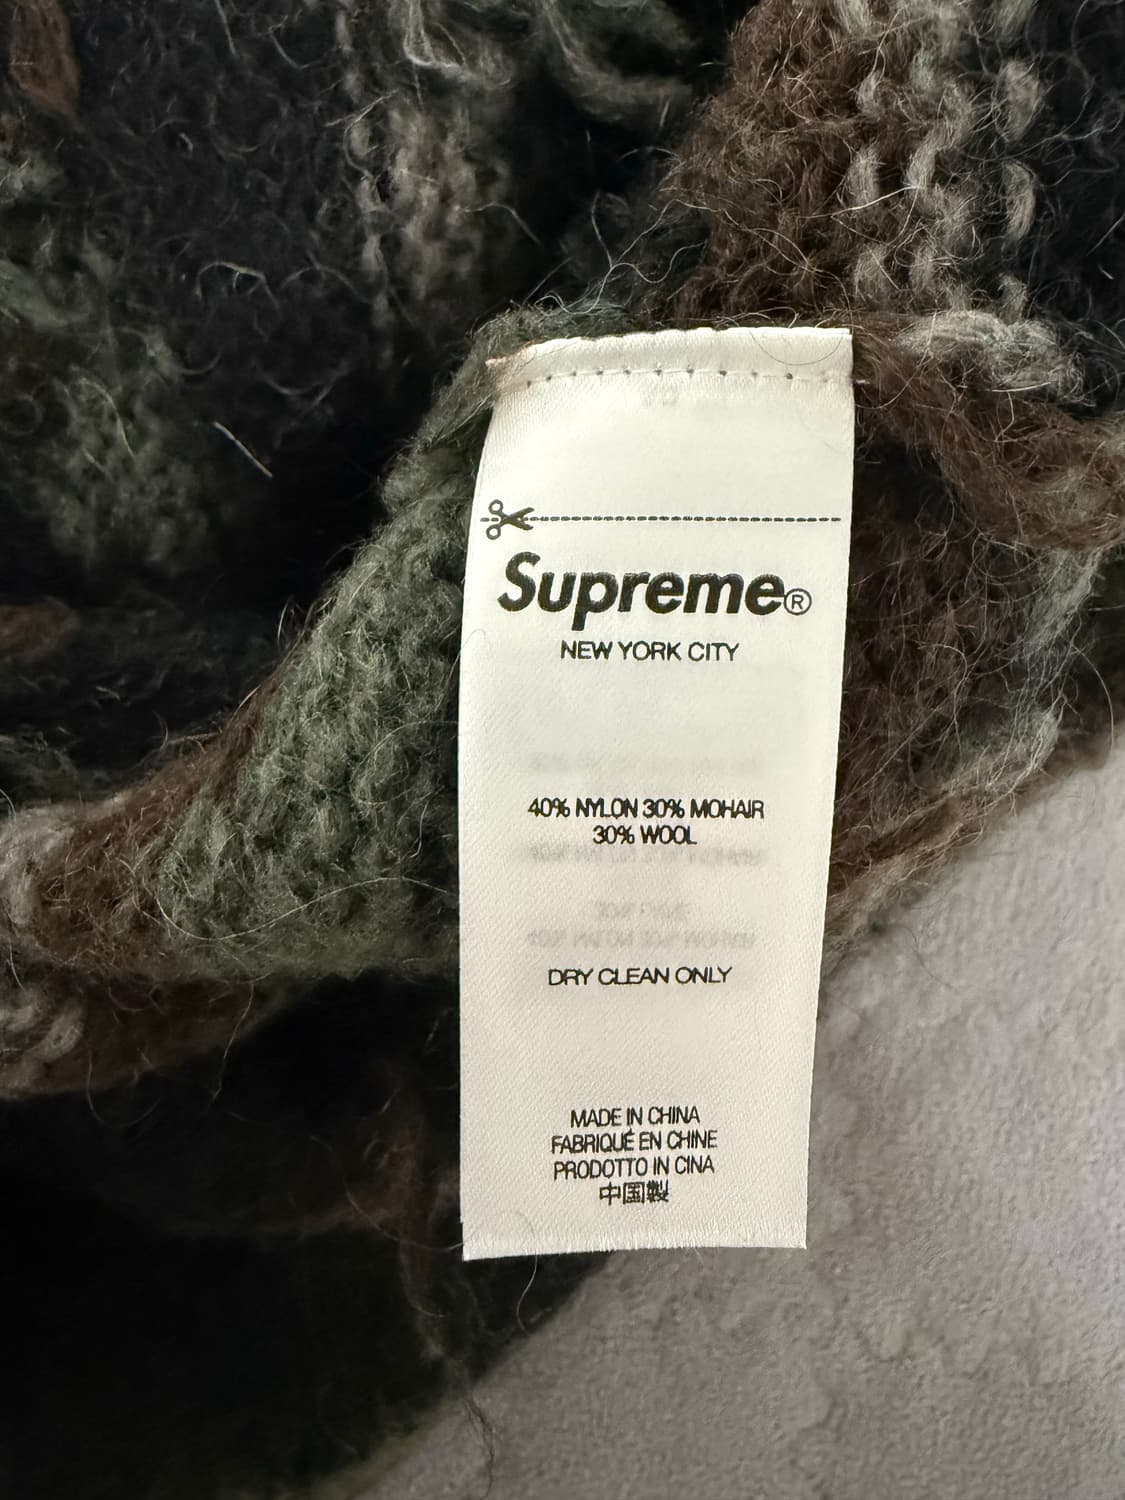 Supreme®
NEW YORK CITY
40% NYLON 30% MOHAIR
30% WOOL
DRY CLEAN ONLY
MADE IN CHINA
FABRIQUÉ EN CHINE
PRODOTTO IN CINA
中国製